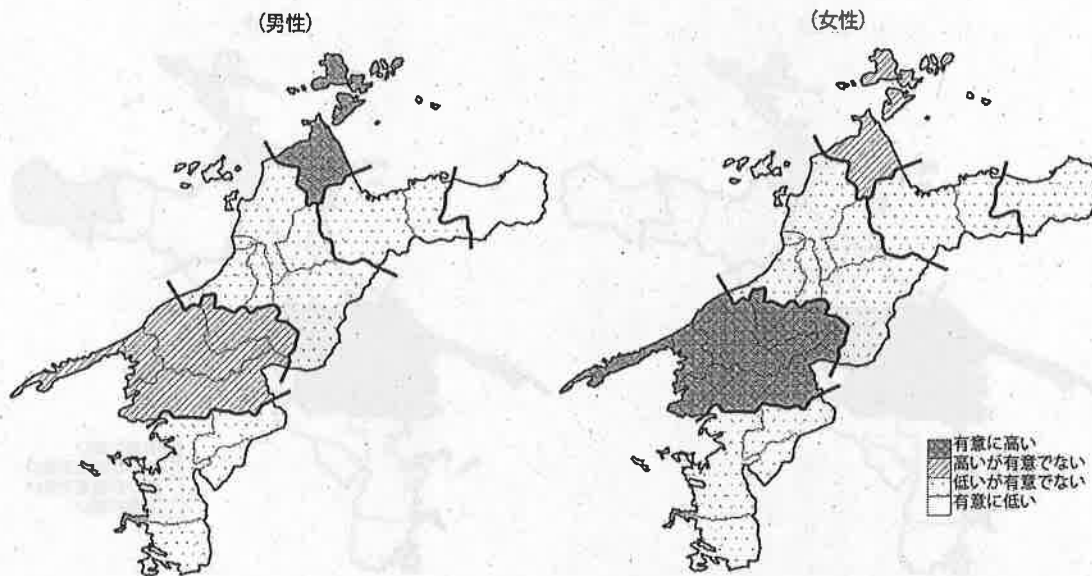 (男性)
(女性)
有意に高い
高いが有意でない
低いが有意でない
有意に低い